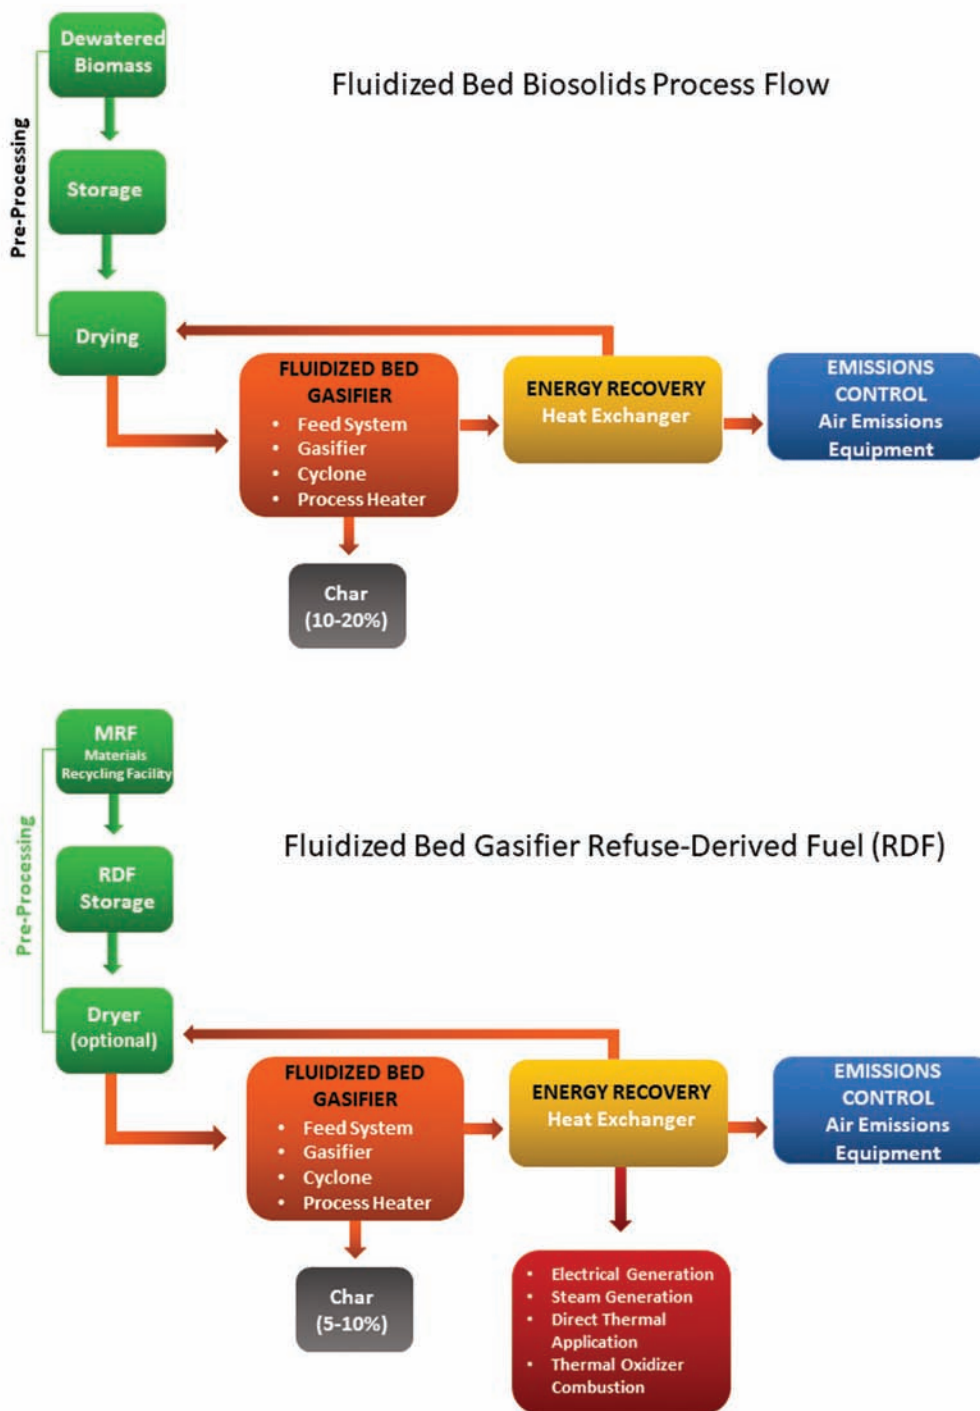 Dewatered
Biomass
Fluidized Bed Biosolids Process Flow
Pre-Processing
Storage
Drying
FLUIDIZED BED
GASIFIER
• Feed System
• Gasifier
• Cyclone
• Process Heater
ENERGY RECOVERY
Heat Exchanger
EMISSIONS
CONTROL
Air Emissions
Equipment
Char
(10-20%)
MRF
Materials
Recycling Facility
Fluidized Bed Gasifier Refuse-Derived Fuel (RDF)
Pre-Processing
RDF
Storage
Dryer
(optional)
FLUIDIZED BED
GASIFIER
• Feed System
• Gasifier
• Cyclone
• Process Heater
ENERGY RECOVERY
Heat Exchanger
EMISSIONS
CONTROL
Air Emissions
Equipment
Char
(5-10%)
• Electrical Generation
• Steam Generation
• Direct Thermal
Application
• Thermal Oxidizer
Combustion